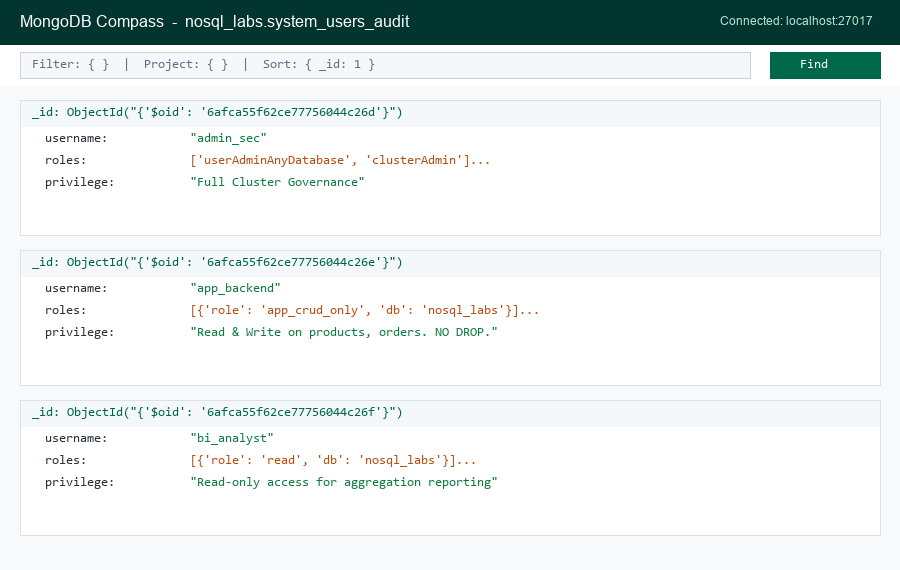 MongoDB Compass - nosql_labs.system_users_audit
Connected: localhost:27017
Filter: { } | Project: { } | Sort: { _id: 1 }
Find
_id: ObjectId("{'$oid': '6afca55f62ce77756044c26d'}")
username: "admin_sec"
roles: ['userAdminAnyDatabase', 'clusterAdmin']...
privilege: "Full Cluster Governance"
_id: ObjectId("{'$oid': '6afca55f62ce77756044c26e'}")
username: "app_backend"
roles: [{'role': 'app_crud_only', 'db': 'nosql_labs'}]...
privilege: "Read & Write on products, orders. NO DROP."
_id: ObjectId("{'$oid': '6afca55f62ce77756044c26f'}")
username: "bi_analyst"
roles: [{'role': 'read', 'db': 'nosql_labs'}]...
privilege: "Read-only access for aggregation reporting"